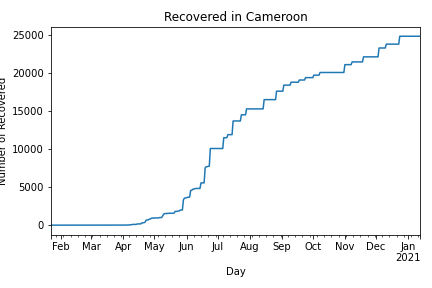 Recovered in Cameroon
25000
20000
15000
10000
5000
0
Number of Recovered
Feb Mar Apr May Jun Jul Aug Sep Oct Nov Dec Jan
2021
Day